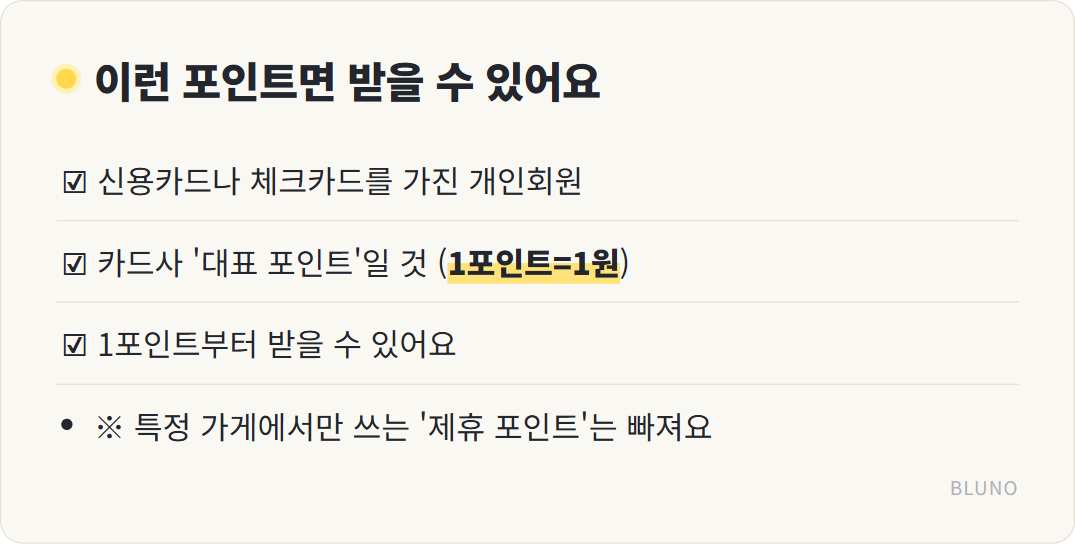 이런 포인트면 받을 수 있어요
☑ 신용카드나 체크카드를 가진 개인회원
☑ 카드사 '대표 포인트'일 것 (1포인트=1원)
☑ 1포인트부터 받을 수 있어요
• ※ 특정 가게에서만 쓰는 '제휴 포인트'는 빠져요
BLUNO